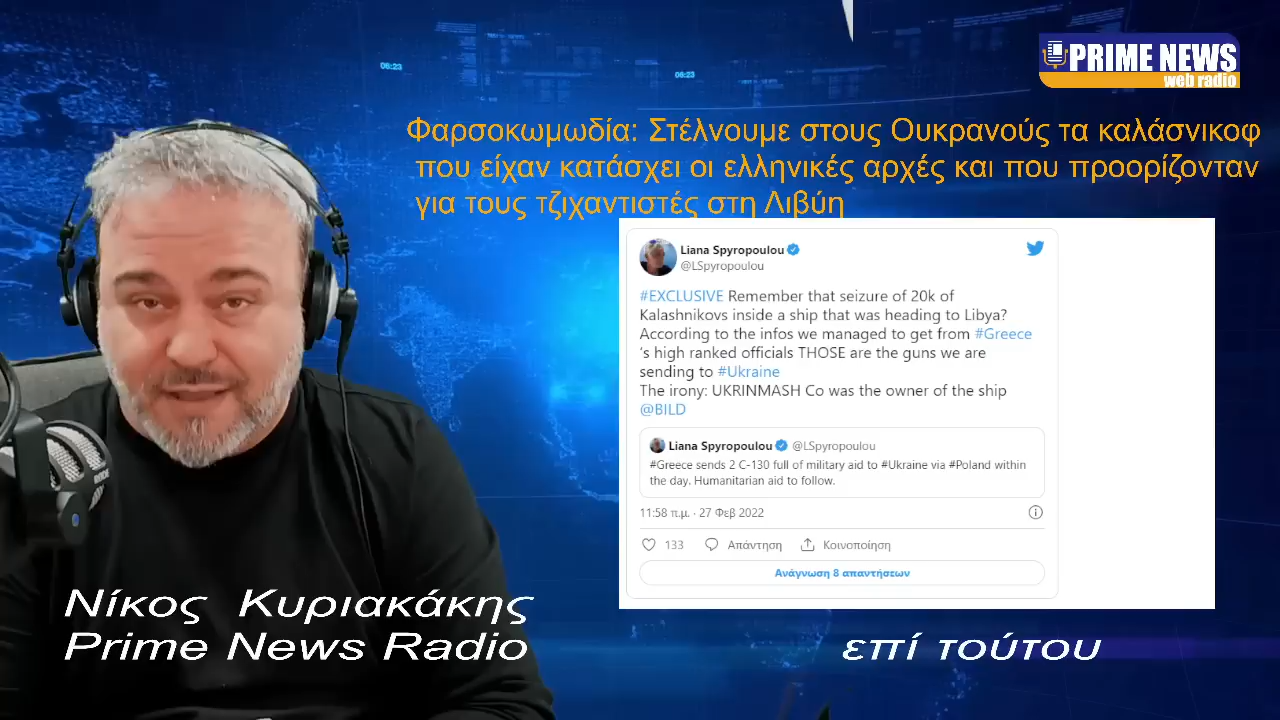 08:23
08:23
PRIME NEWS
web radio
Φαρσοκωμωδία: Στέλνουμε στους Ουκρανούς τα καλάσνικοφ
που είχαν κατάσχει οι ελληνικές αρχές και που προορίζονταν
για τους τζιχαντιστές στη Λιβύη
Liana Spyropoulou
@LSpyropoulou
#EXCLUSIVE Remember that seizure of 20k of
Kalashnikovs inside a ship that was heading to Libya?
According to the infos we managed to get from #Greece
's high ranked officials THOSE are the guns we are
sending to #Ukraine
The irony: UKRINMASH Co was the owner of the ship
@BILD
Liana Spyropoulou @LSpyropoulou
#Greece sends 2 C-130 full of military aid to #Ukraine via #Poland within
the day. Humanitarian aid to follow.
11:58 π.μ. · 27 Φεβ 2022
133 Απάντηση Κοινοποίηση
Ανάγνωση 8 απαντήσεων
Νίκος Κυριακάκης
Prime News Radio
επί τούτου